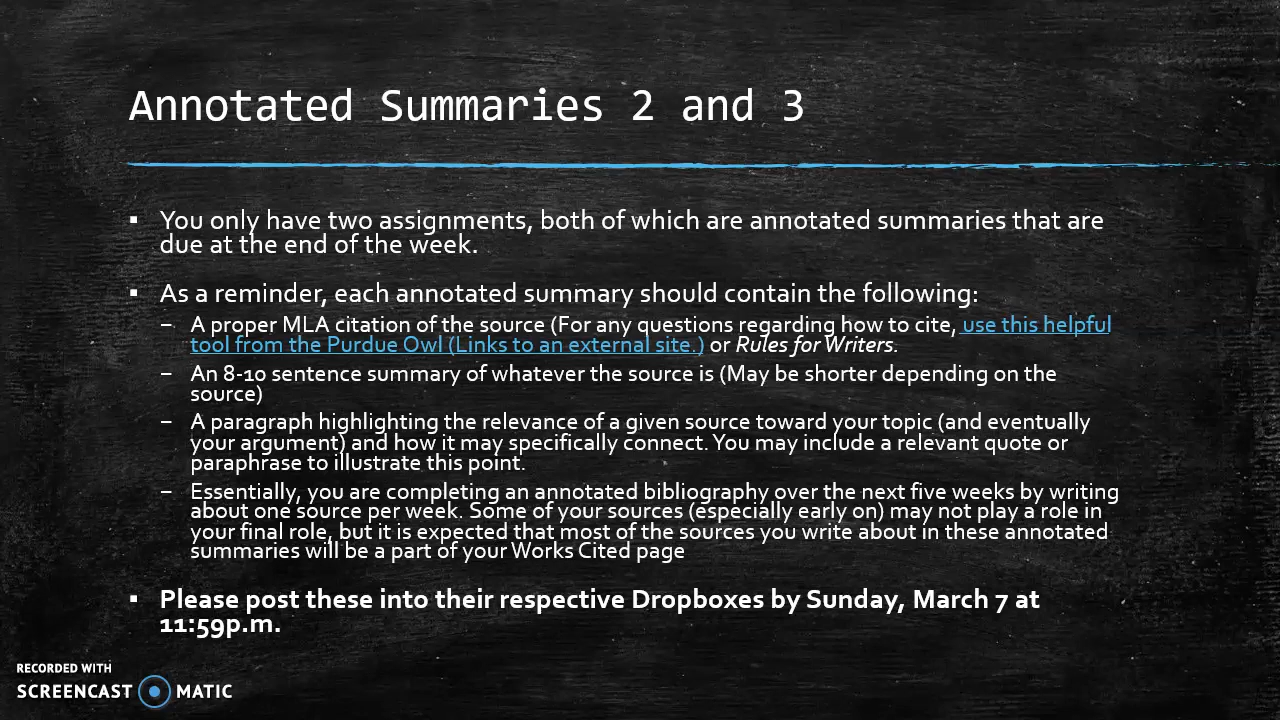 Annotated Summaries 2 and 3
▪ You only have two assignments, both of which are annotated summaries that are
due at the end of the week.
▪ As a reminder, each annotated summary should contain the following:
– A proper MLA citation of the source (For any questions regarding how to cite, use this helpful
tool from the Purdue Owl (Links to an external site.) or Rules for Writers.
– An 8-10 sentence summary of whatever the source is (May be shorter depending on the
source)
– A paragraph highlighting the relevance of a given source toward your topic (and eventually
your argument) and how it may specifically connect. You may include a relevant quote or
paraphrase to illustrate this point.
– Essentially, you are completing an annotated bibliography over the next five weeks by writing
about one source per week. Some of your sources (especially early on) may not play a role in
your final role, but it is expected that most of the sources you write about in these annotated
summaries will be a part of your Works Cited page
▪ Please post these into their respective Dropboxes by Sunday, March 7 at
11:59p.m.
RECORDED WITH
SCREENCAST MATIC